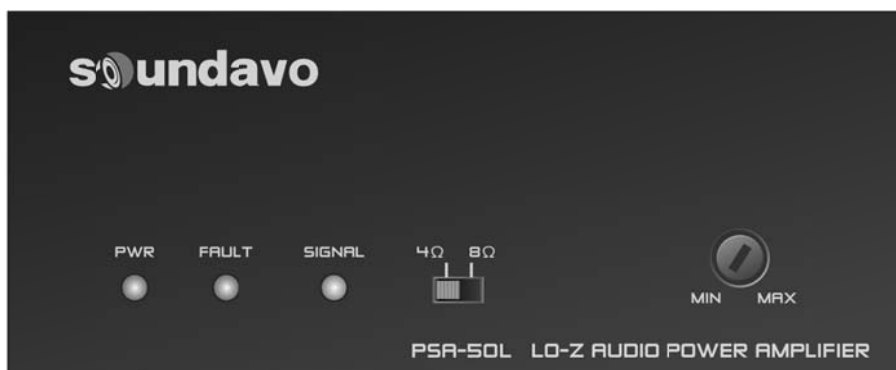 soundavo
PWR FAULT SIGNAL 4Ω 8Ω
MIN MAX
PSA-50L LO-Z AUDIO POWER AMPLIFIER